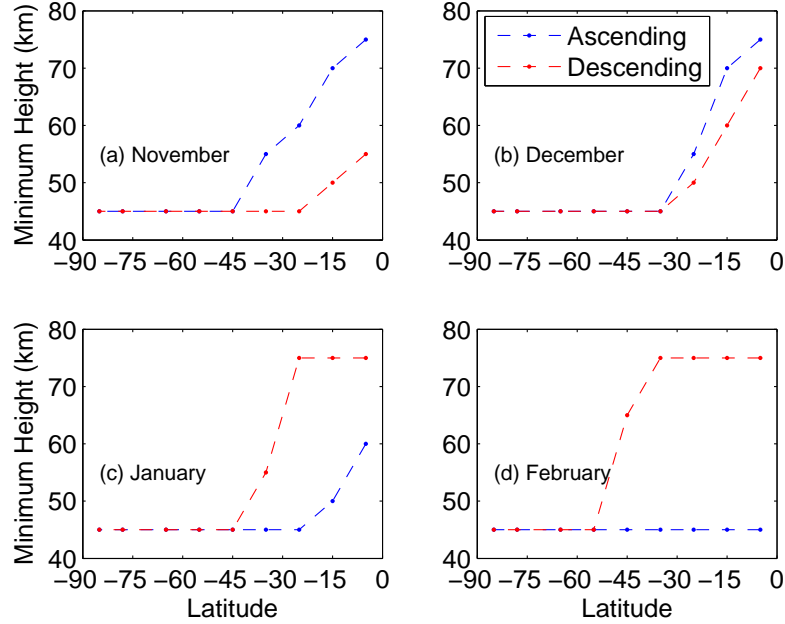 80
70
60
50
40
Minimum Height (km)
(a) November
−90 −75 −60 −45 −30 −15 0
80
70
60
50
40
Ascending
Descending
(b) December
−90 −75 −60 −45 −30 −15 0
80
70
60
50
40
Minimum Height (km)
(c) January
−90 −75 −60 −45 −30 −15 0
Latitude
80
70
60
50
40
(d) February
−90 −75 −60 −45 −30 −15 0
Latitude